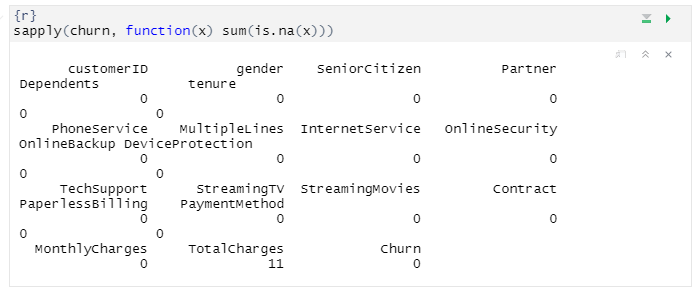 {r}
sapply(churn, function(x) sum(is.na(x)))
customerID gender SeniorCitizen Partner
Dependents tenure
0 0 0 0
0 0
PhoneService MultipleLines InternetService OnlineSecurity
OnlineBackup DeviceProtection
0 0 0 0
0 0
TechSupport StreamingTV StreamingMovies Contract
PaperlessBilling PaymentMethod
0 0 0 0
0 0
MonthlyCharges TotalCharges Churn
0 11 0